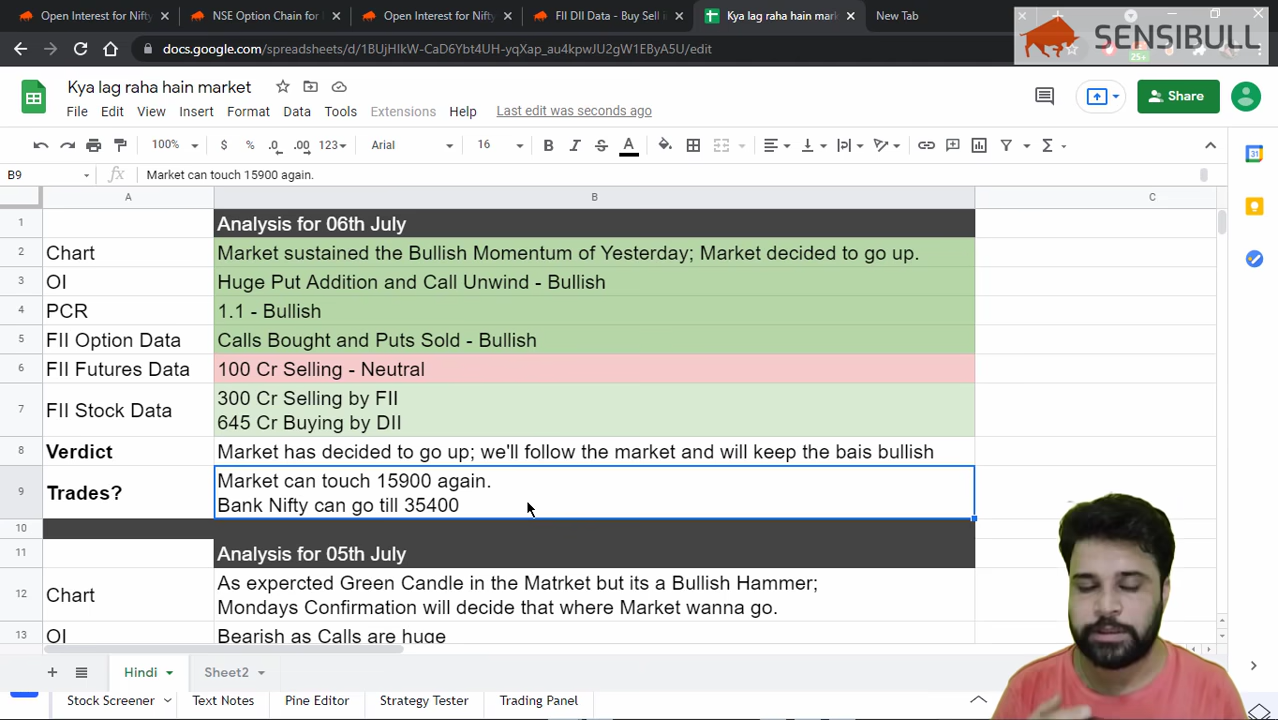 Open Interest for Nifty
NSE Option Chain for
Open Interest for Nifty
FII DII Data - Buy Sell in
Kya lag raha hain mark
New Tab
SENSIBULL
docs.google.com/spreadsheets/d/1BUjHlkW-CaD6Ybt4UH-yqXap_au4kpwJU2gW1EByA5U/edit
25+
Kya lag raha hain market
File Edit View Insert Format Data Tools Extensions Help Last edit was seconds ago
Share
100% $ % .0 .00 123 Arial 16 B I S A Σ
B9 fx Market can touch 15900 again.
31
A B C
1 Analysis for 06th July
2 Chart Market sustained the Bullish Momentum of Yesterday; Market decided to go up.
3 OI Huge Put Addition and Call Unwind - Bullish
4 PCR 1.1 - Bullish
5 FII Option Data Calls Bought and Puts Sold - Bullish
6 FII Futures Data 100 Cr Selling - Neutral
7 FII Stock Data 300 Cr Selling by FII
645 Cr Buying by DII
8 Verdict Market has decided to go up; we'll follow the market and will keep the bais bullish
9 Trades? Market can touch 15900 again.
Bank Nifty can go till 35400
10
11 Analysis for 05th July
12 Chart As expercted Green Candle in the Matrket but its a Bullish Hammer;
Mondays Confirmation will decide that where Market wanna go.
13 OI Bearish as Calls are huge
Hindi Sheet2
Stock Screener Text Notes Pine Editor Strategy Tester Trading Panel